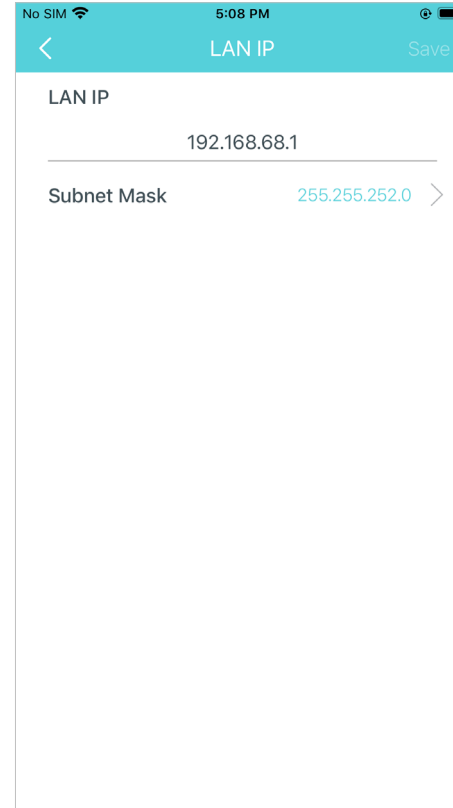 No SIM 5:08 PM
LAN IP Save
LAN IP
192.168.68.1
Subnet Mask 255.255.252.0